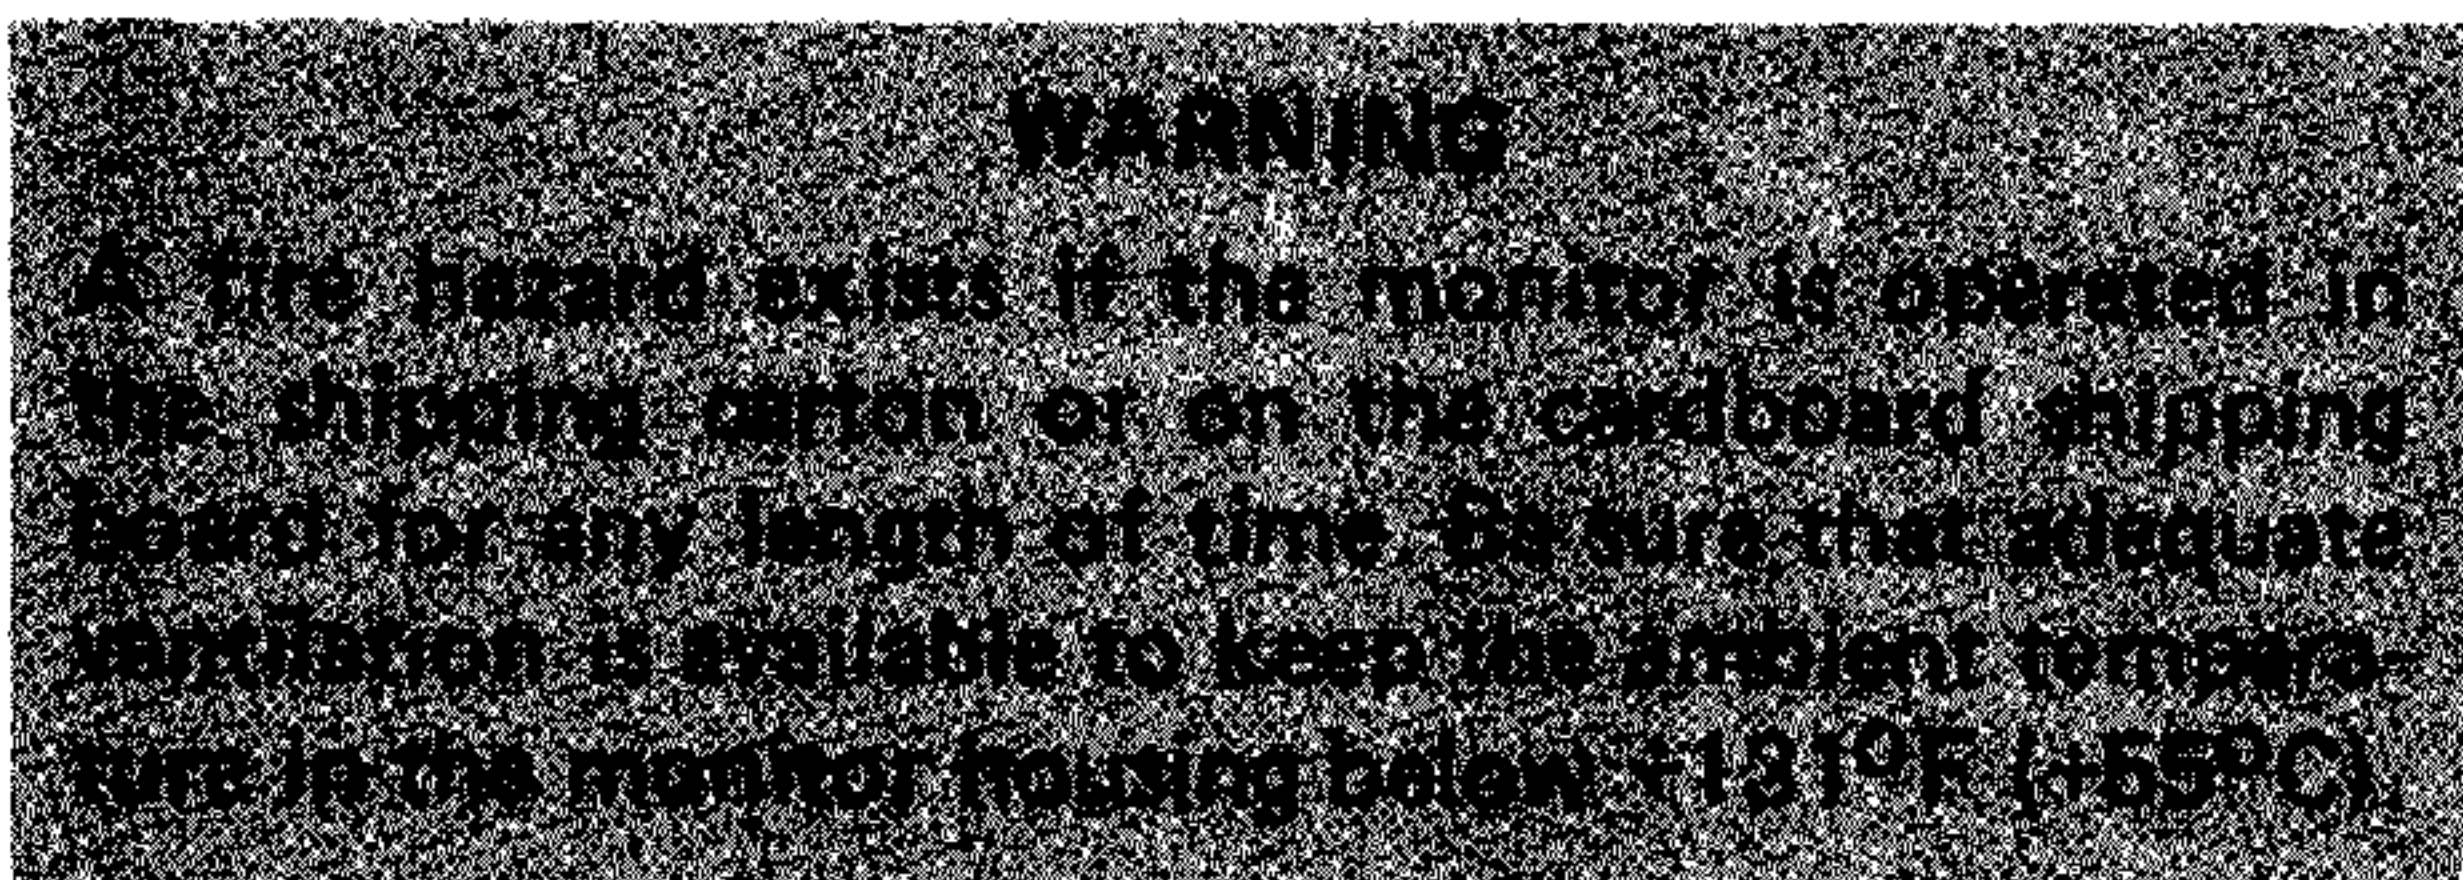 WARNING
A fire hazard exists if the monitor is operated in
the shipping carton or on the cardboard shipping
board for any length of time. Be sure that adequate
ventilation is available to keep the ambient tempera-
ture in the monitor housing below +131°F (+55°C).